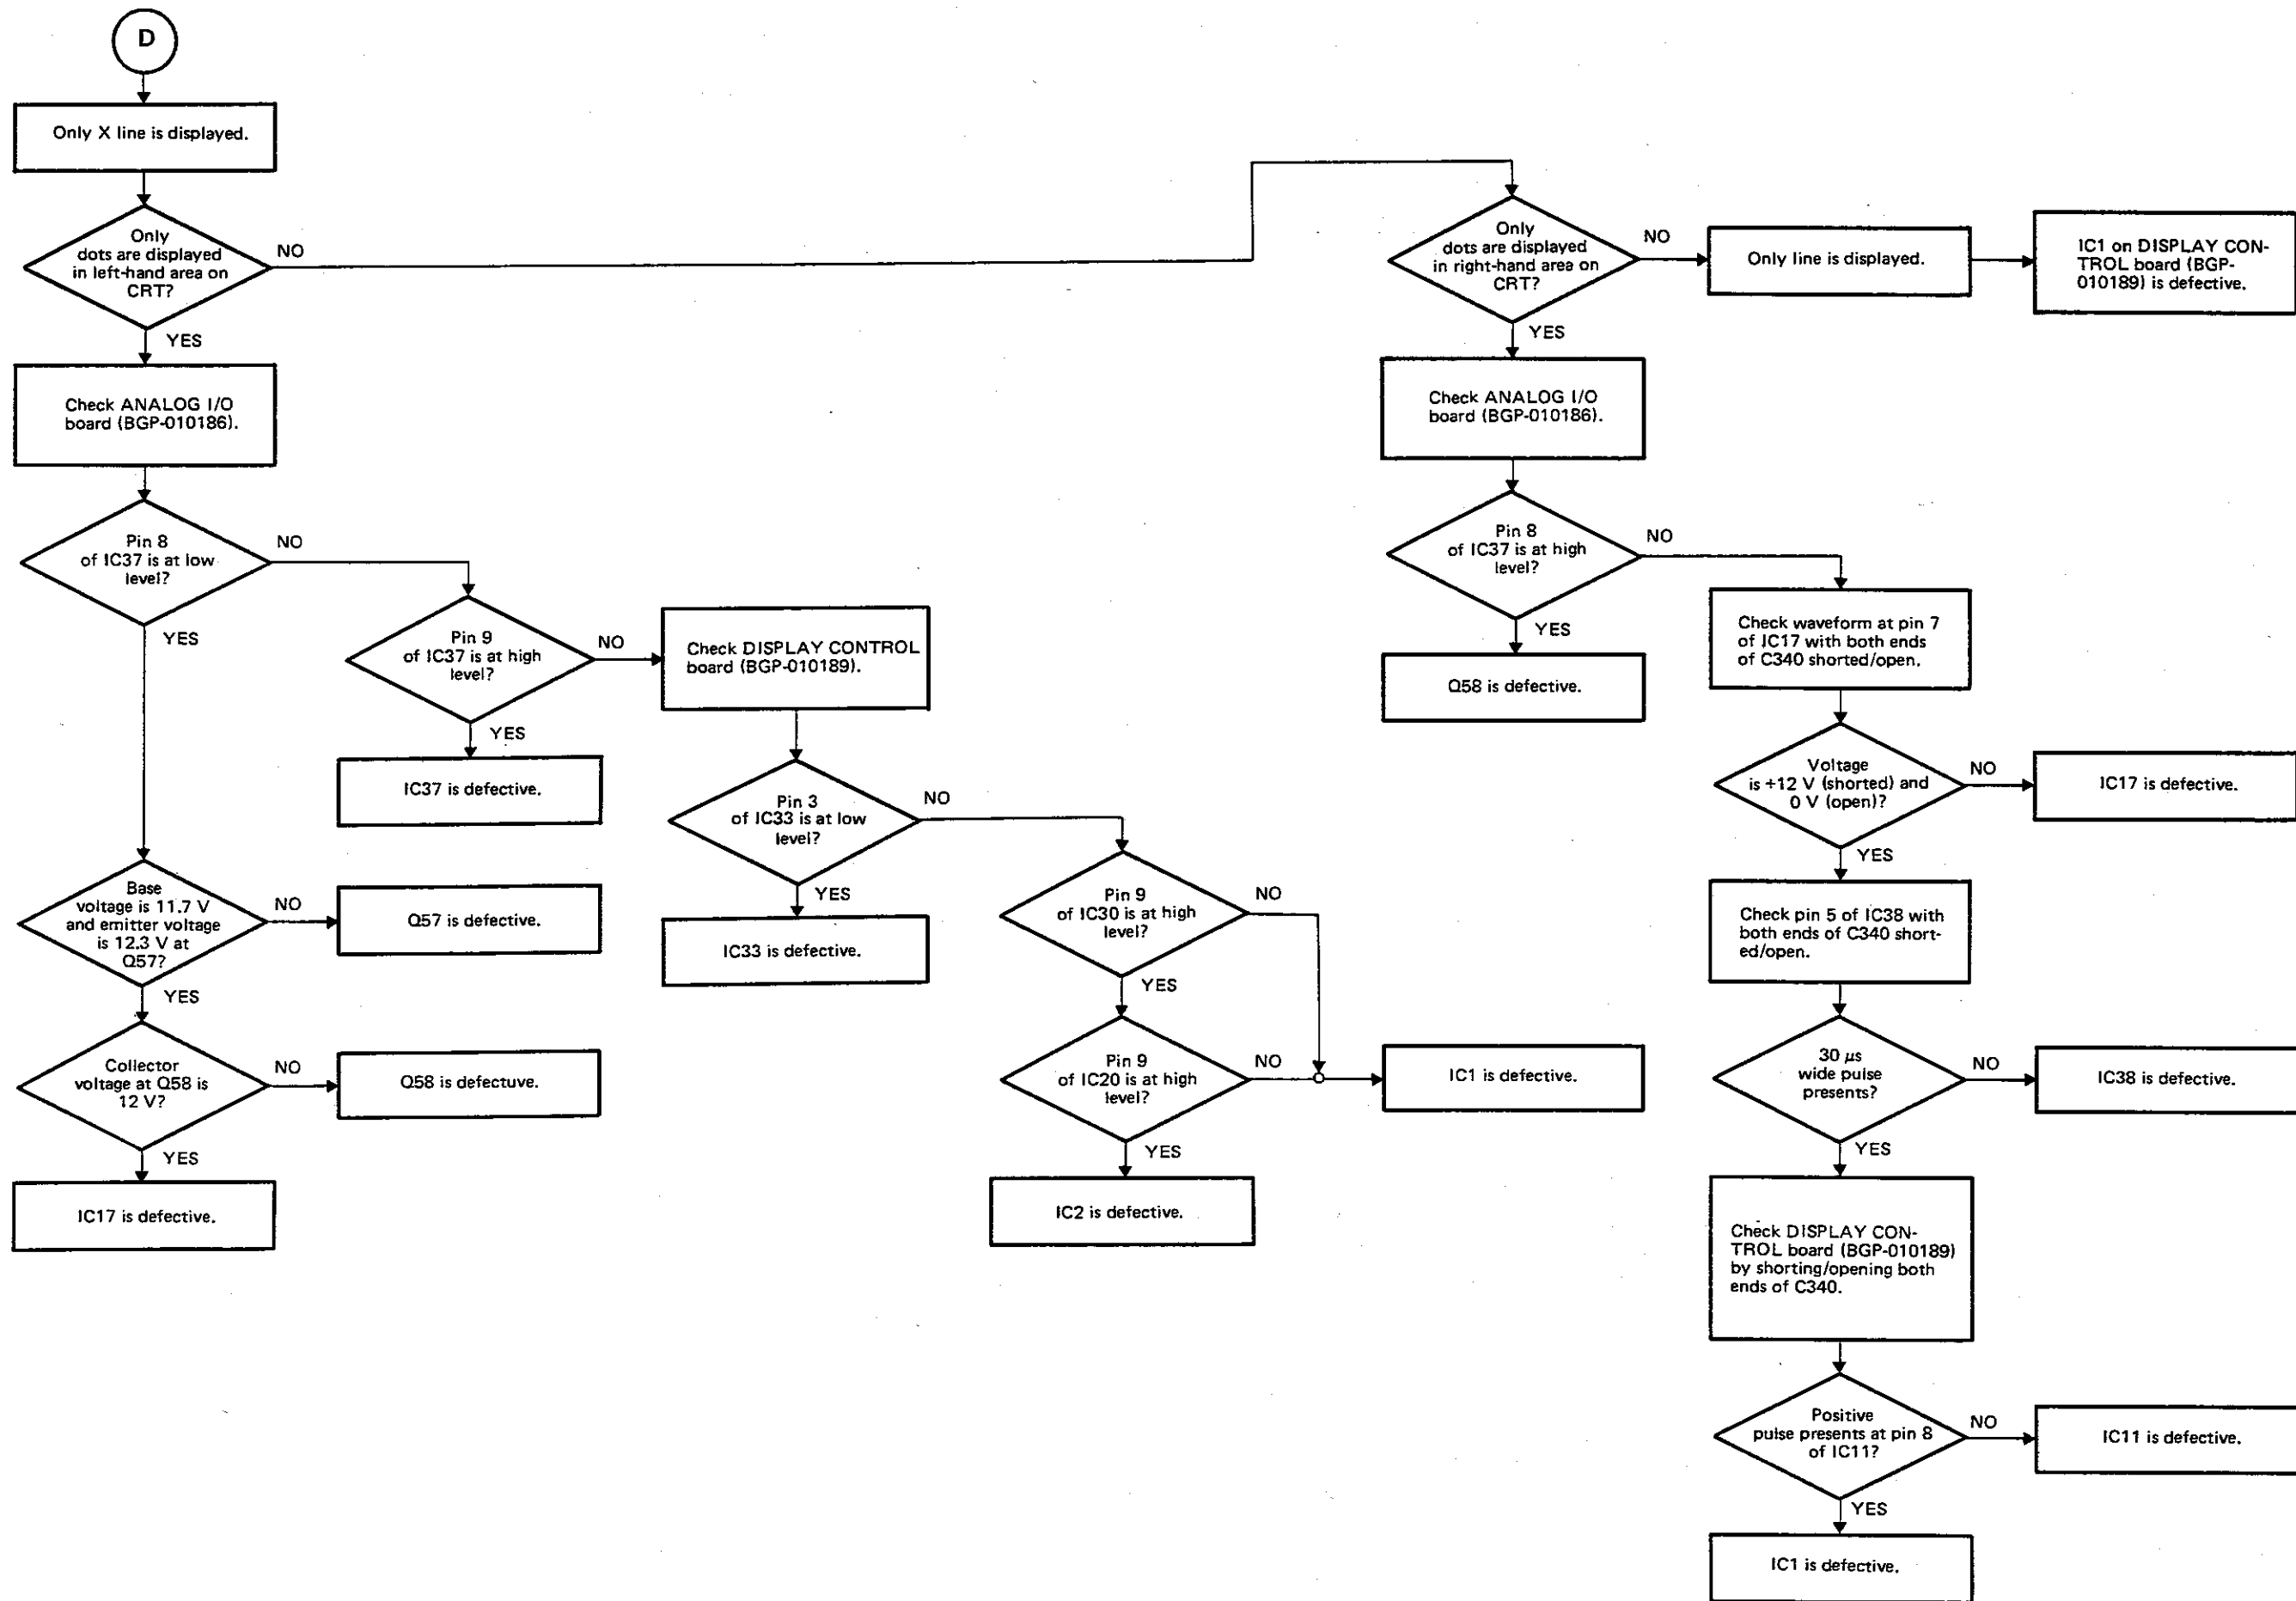 D
Only X line is displayed.
Only
dots are displayed
in left-hand area on
CRT?
NO
YES
Check ANALOG I/O
board (BGP-010186).
Pin 8
of IC37 is at low
level?
NO
YES
Pin 9
of IC37 is at high
level?
NO
YES
IC37 is defective.
Check DISPLAY CONTROL
board (BGP-010189).
Pin 3
of IC33 is at low
level?
NO
YES
IC33 is defective.
Pin 9
of IC30 is at high
level?
NO
YES
Pin 9
of IC20 is at high
level?
NO
YES
IC1 is defective.
IC2 is defective.
Base
voltage is 11.7 V
and emitter voltage
is 12.3 V at
Q57?
NO
YES
Q57 is defective.
Collector
voltage at Q58 is
12 V?
NO
YES
Q58 is defectuve.
IC17 is defective.
Only
dots are displayed
in right-hand area on
CRT?
NO
YES
Only line is displayed.
IC1 on DISPLAY CON-
TROL board (BGP-
010189) is defective.
Check ANALOG I/O
board (BGP-010186).
Pin 8
of IC37 is at high
level?
NO
YES
Q58 is defective.
Check waveform at pin 7
of IC17 with both ends
of C340 shorted/open.
Voltage
is +12 V (shorted) and
0 V (open)?
NO
YES
IC17 is defective.
Check pin 5 of IC38 with
both ends of C340 short-
ed/open.
30 µs
wide pulse
presents?
NO
YES
IC38 is defective.
Check DISPLAY CON-
TROL board (BGP-010189)
by shorting/opening both
ends of C340.
Positive
pulse presents at pin 8
of IC11?
NO
YES
IC11 is defective.
IC1 is defective.